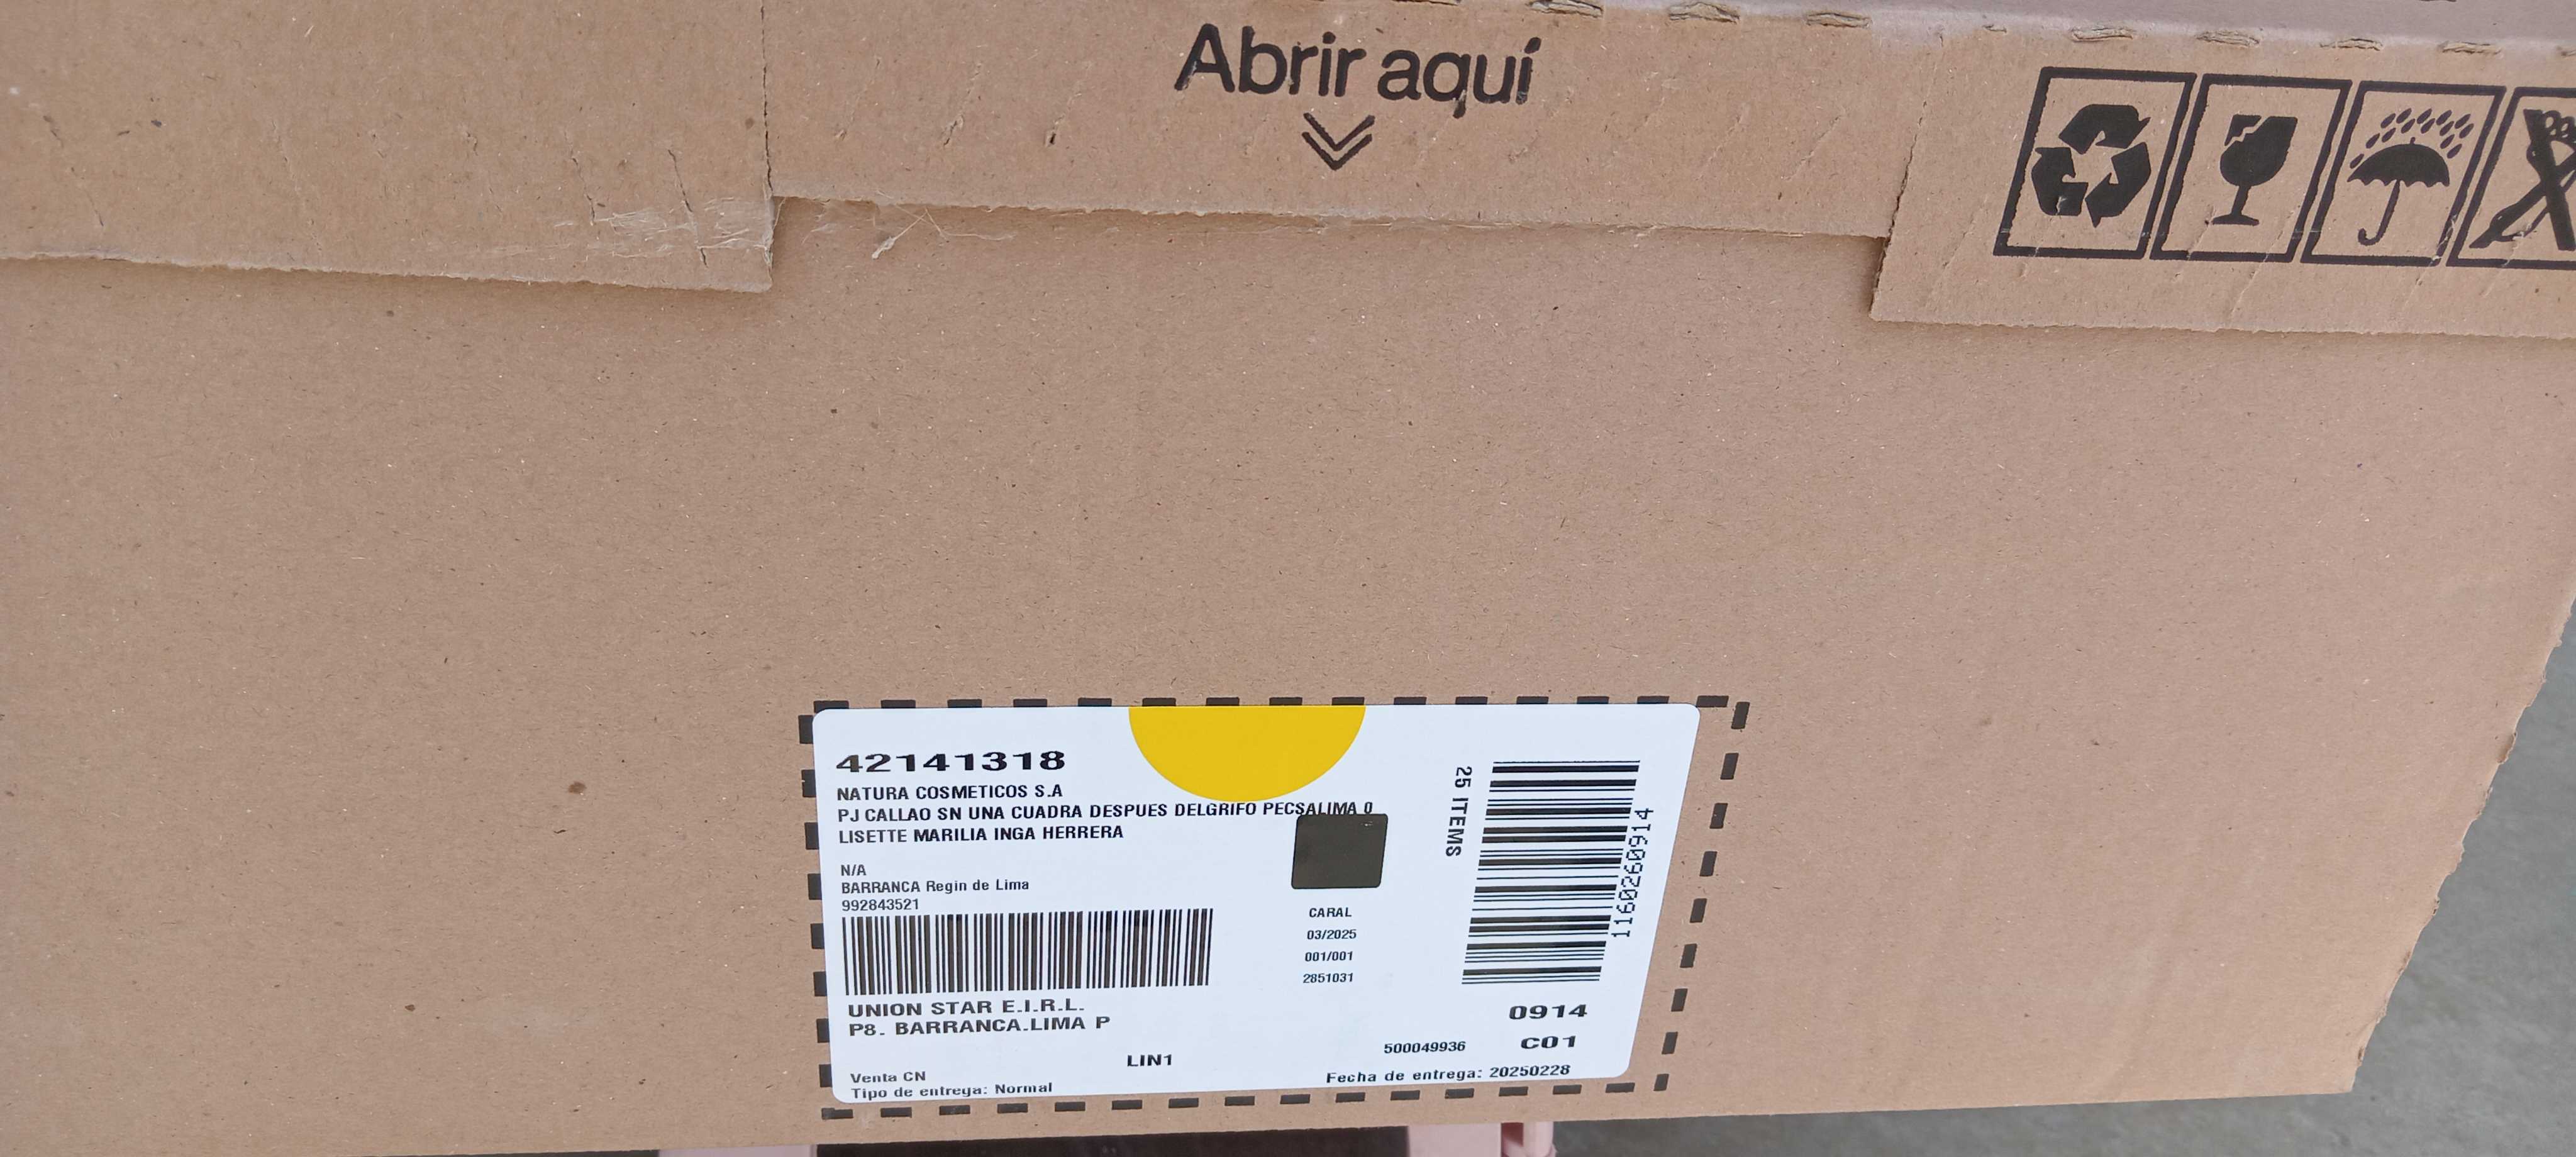 Abrir aquí
42141318
NATURA COSMETICOS S.A
PJ CALLAO SN UNA CUADRA DESPUES DELGRIFO PECSALIMA 0
LISETTE MARILIA INGA HERRERA
N/A
BARRANCA Regin de Lima
992843521
UNION STAR E.I.R.L.
P8. BARRANCA.LIMA P
LIN1
Venta CN
Tipo de entrega: Normal
CARAL
03/2025
001/001
2851031
25 ITEMS
1160260914
0914
500049936
C01
Fecha de entrega: 20250228